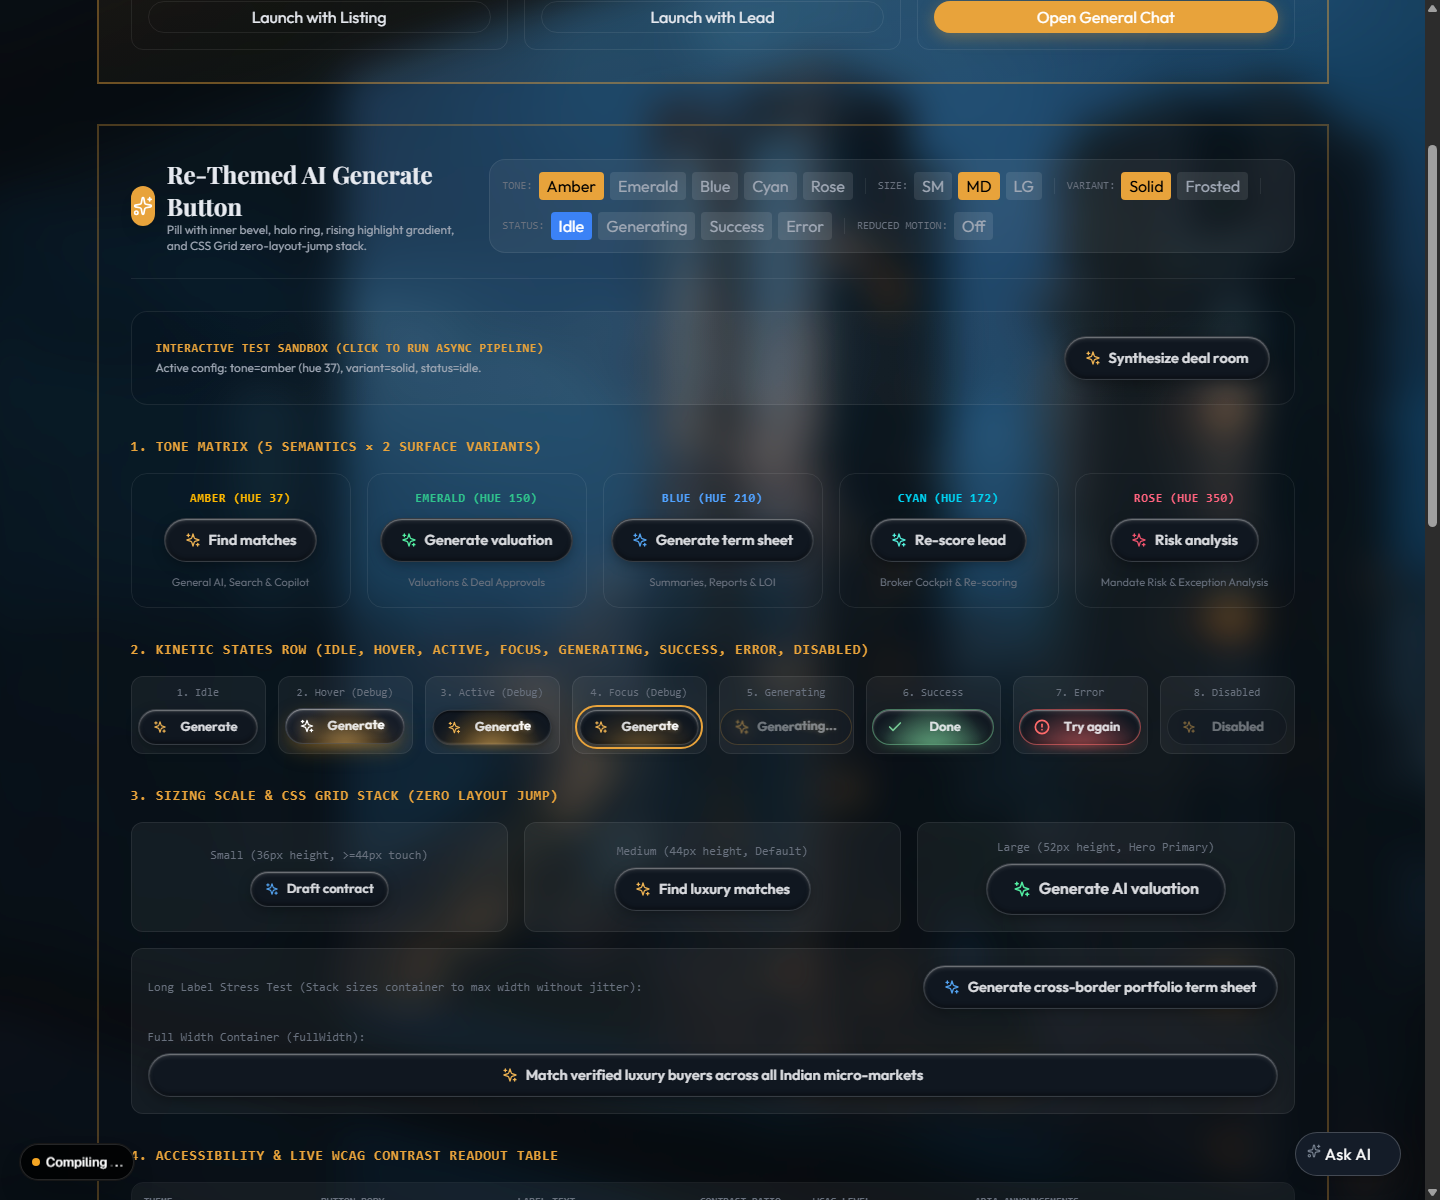 Launch with Listing
Launch with Lead
Open General Chat
Re-Themed AI Generate
Button
Pill with inner bevel, halo ring, rising highlight gradient,
and CSS Grid zero-layout-jump stack.
TONE: Amber Emerald Blue Cyan Rose SIZE: SM MD LG VARIANT: Solid Frosted
STATUS: Idle Generating Success Error REDUCED MOTION: Off
INTERACTIVE TEST SANDBOX (CLICK TO RUN ASYNC PIPELINE)
Active config: tone=amber (hue 37), variant=solid, status=idle.
Synthesize deal room
1. TONE MATRIX (5 SEMANTICS × 2 SURFACE VARIANTS)
AMBER (HUE 37)
Find matches
General AI, Search & Copilot
EMERALD (HUE 150)
Generate valuation
Valuations & Deal Approvals
BLUE (HUE 210)
Generate term sheet
Summaries, Reports & LOI
CYAN (HUE 172)
Re-score lead
Broker Cockpit & Re-scoring
ROSE (HUE 350)
Risk analysis
Mandate Risk & Exception Analysis
2. KINETIC STATES ROW (IDLE, HOVER, ACTIVE, FOCUS, GENERATING, SUCCESS, ERROR, DISABLED)
1. Idle
Generate
2. Hover (Debug)
Generate
3. Active (Debug)
Generate
4. Focus (Debug)
Generate
5. Generating
Generating...
6. Success
Done
7. Error
Try again
8. Disabled
Disabled
3. SIZING SCALE & CSS GRID STACK (ZERO LAYOUT JUMP)
Small (36px height, >=44px touch)
Draft contract
Medium (44px height, Default)
Find luxury matches
Large (52px height, Hero Primary)
Generate AI valuation
Long Label Stress Test (Stack sizes container to max width without jitter):
Generate cross-border portfolio term sheet
Full Width Container (fullWidth):
Match verified luxury buyers across all Indian micro-markets
4. ACCESSIBILITY & LIVE WCAG CONTRAST READOUT TABLE
Compiling ...
Ask AI